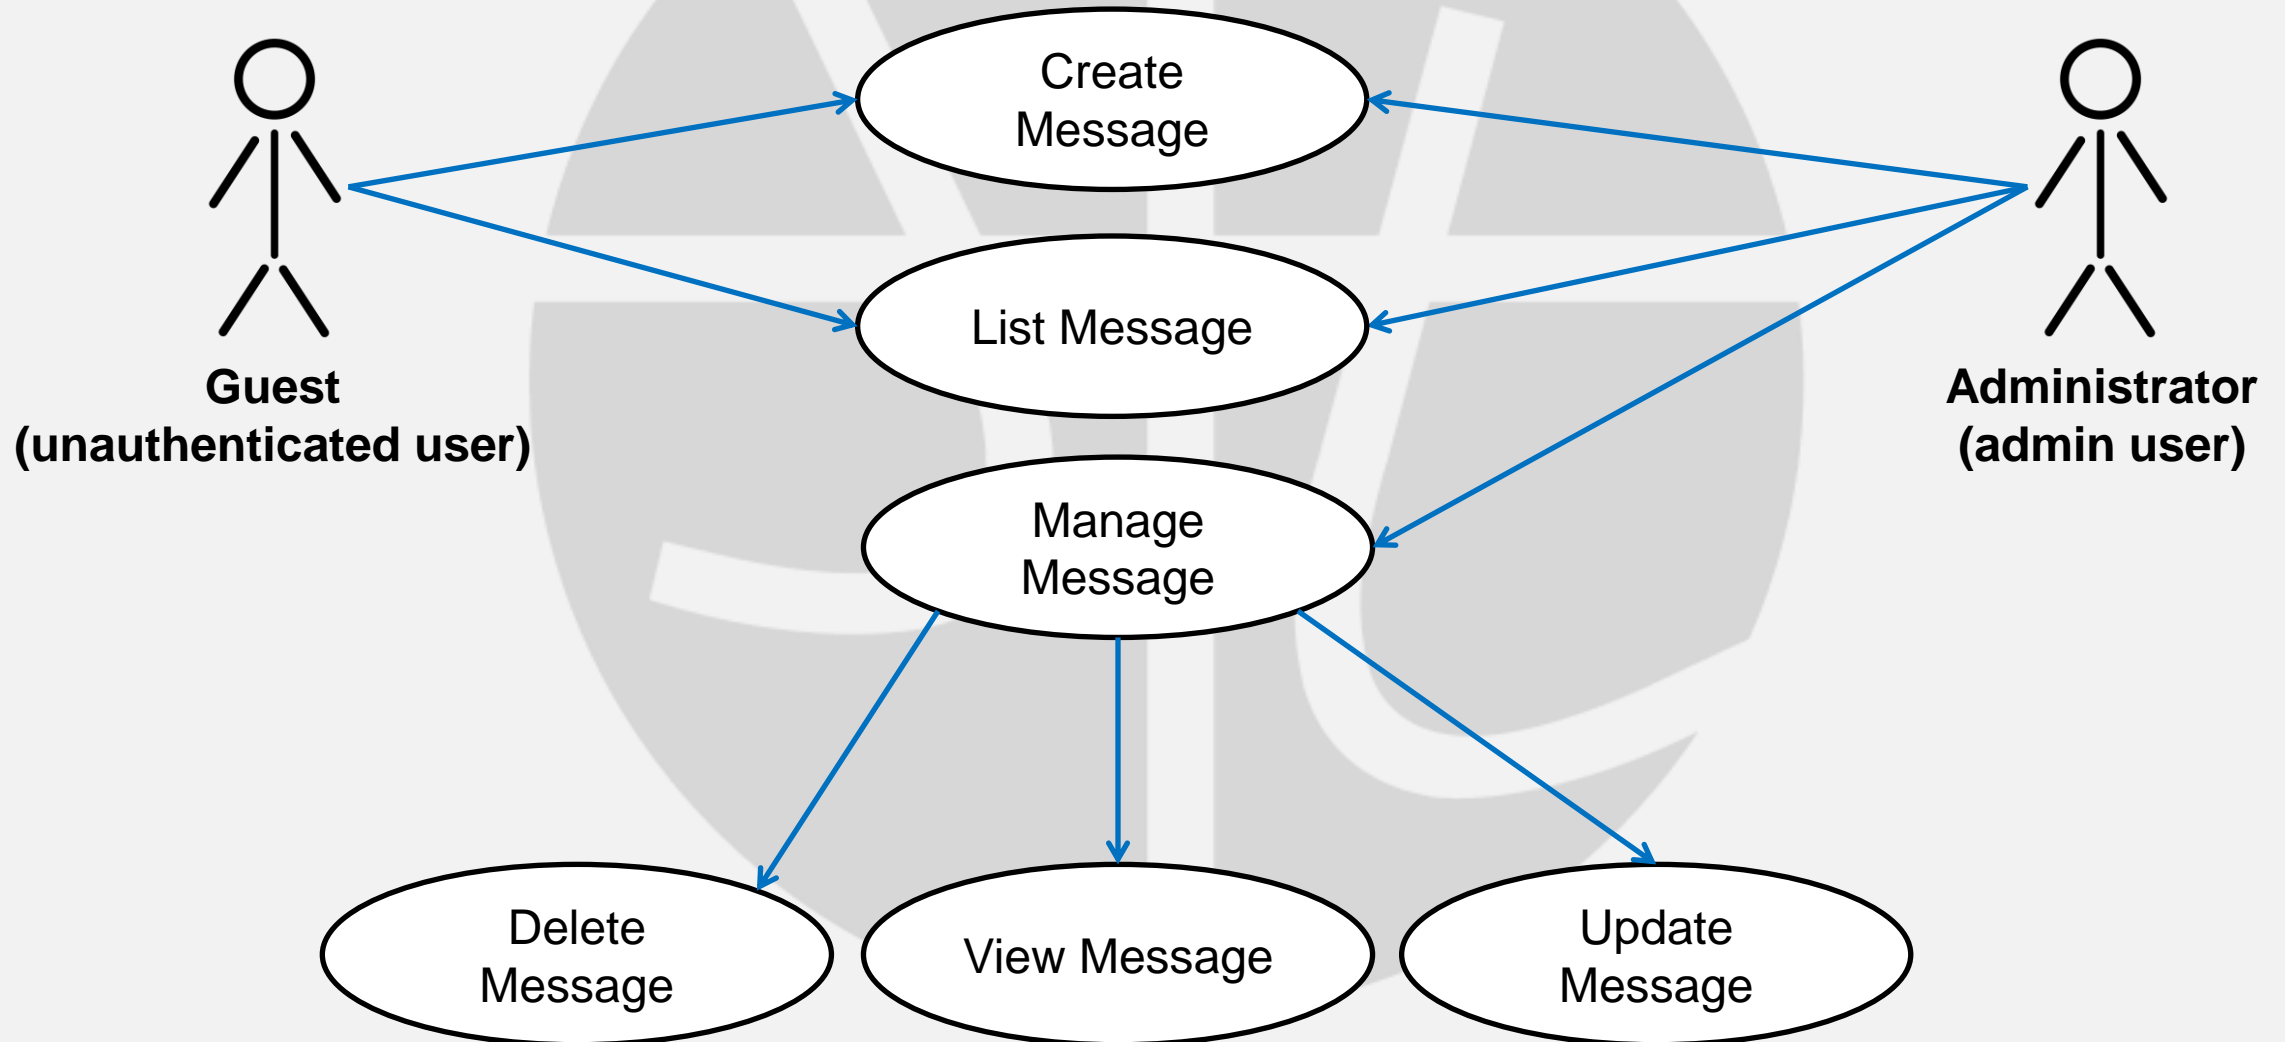 Create
Message
List Message
Guest
(unauthenticated user)
Administrator
(admin user)
Manage
Message
Delete
Message
View Message
Update
Message